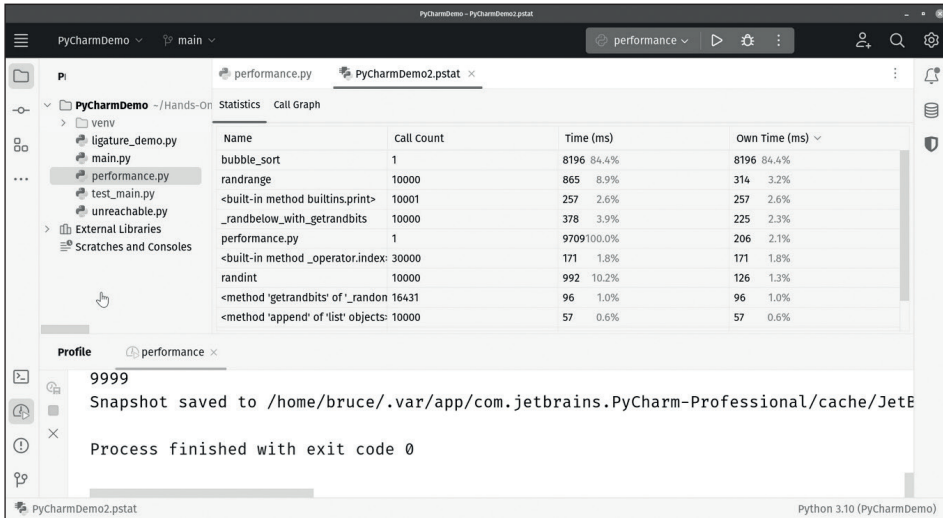 PyCharmDemo – PyCharmDemo2.pstat
PyCharmDemo main performance
performance.py PyCharmDemo2.pstat
PyCharmDemo ~/Hands-On
venv
ligature_demo.py
main.py
performance.py
test_main.py
unreachable.py
External Libraries
Scratches and Consoles
Statistics Call Graph
Name Call Count Time (ms) Own Time (ms)
bubble_sort 1 8196 84.4% 8196 84.4%
randrange 10000 865 8.9% 314 3.2%
<built-in method builtins.print> 10001 257 2.6% 257 2.6%
_randbelow_with_getrandbits 10000 378 3.9% 225 2.3%
performance.py 1 9709 100.0% 206 2.1%
<built-in method _operator.index> 30000 171 1.8% 171 1.8%
randint 10000 992 10.2% 126 1.3%
<method 'getrandbits' of '_randon 16431 96 1.0% 96 1.0%
<method 'append' of 'list' objects> 10000 57 0.6% 57 0.6%
Profile performance
9999
Snapshot saved to /home/bruce/.var/app/com.jetbrains.PyCharm-Professional/cache/JetB
Process finished with exit code 0
PyCharmDemo2.pstat Python 3.10 (PyCharmDemo)